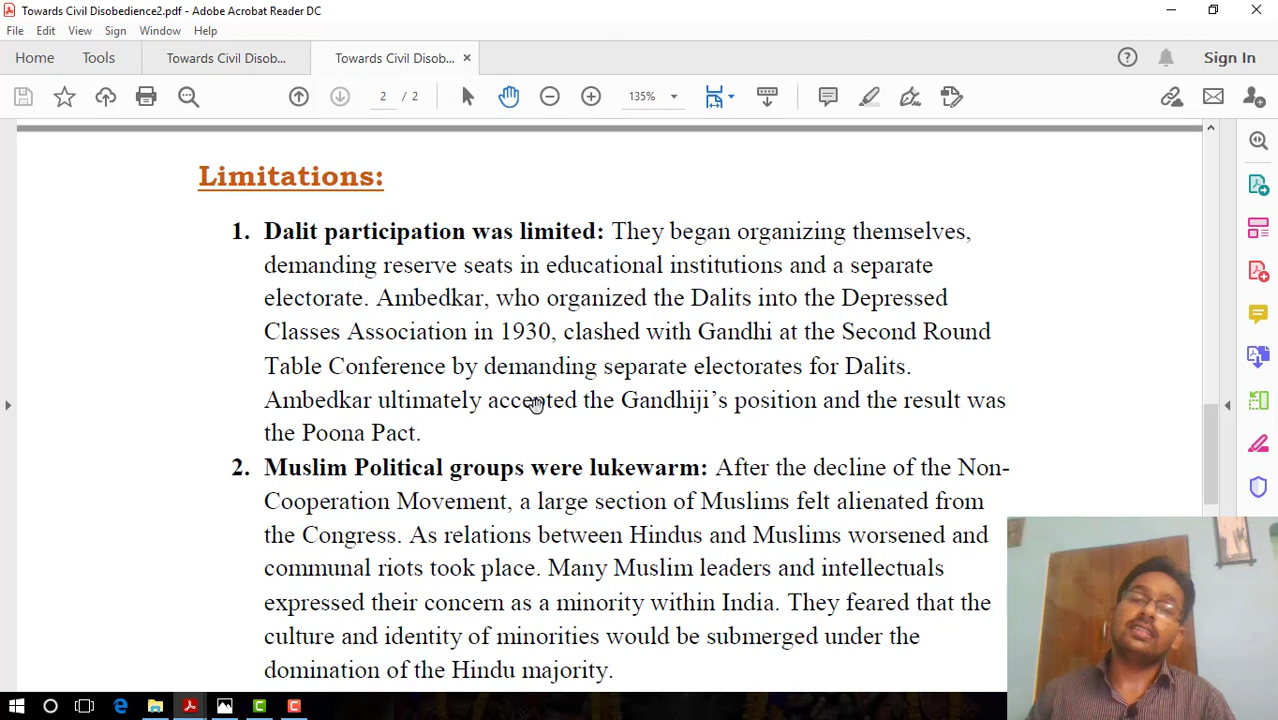 Towards Civil Disobedience2.pdf - Adobe Acrobat Reader DC
File Edit View Sign Window Help
Home Tools Towards Civil Disob... Towards Civil Disob... ×
Sign In
2 / 2 135%
Limitations:
1. Dalit participation was limited: They began organizing themselves,
demanding reserve seats in educational institutions and a separate
electorate. Ambedkar, who organized the Dalits into the Depressed
Classes Association in 1930, clashed with Gandhi at the Second Round
Table Conference by demanding separate electorates for Dalits.
Ambedkar ultimately accepted the Gandhiji’s position and the result was
the Poona Pact.
2. Muslim Political groups were lukewarm: After the decline of the Non-
Cooperation Movement, a large section of Muslims felt alienated from
the Congress. As relations between Hindus and Muslims worsened and
communal riots took place. Many Muslim leaders and intellectuals
expressed their concern as a minority within India. They feared that the
culture and identity of minorities would be submerged under the
domination of the Hindu majority.